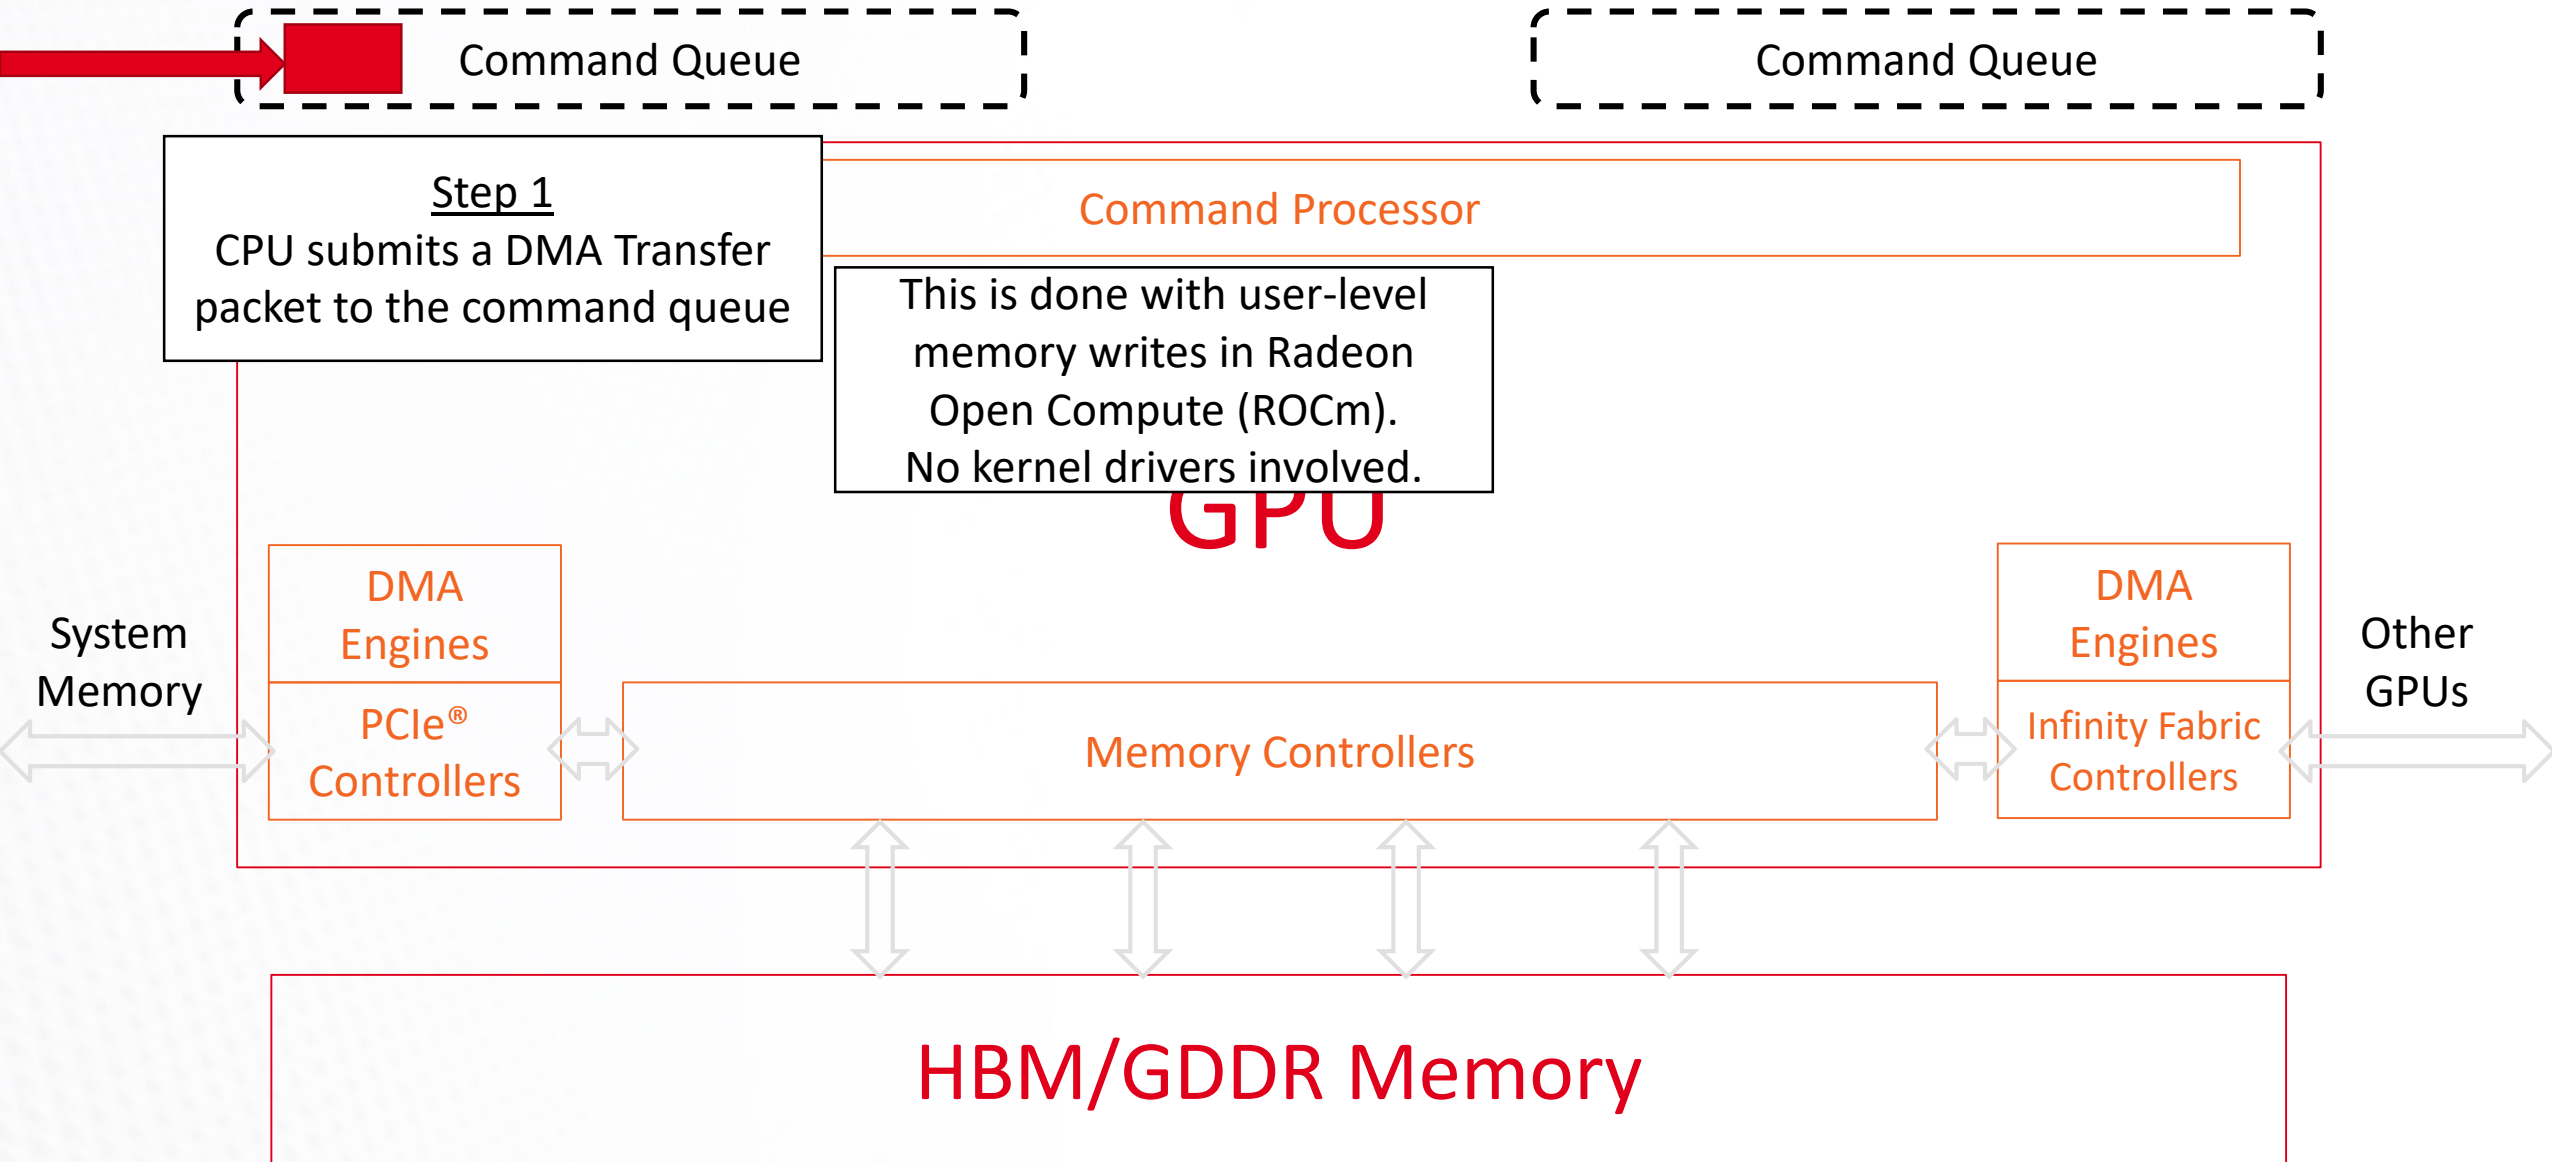 Command Queue
Command Queue
Step 1
CPU submits a DMA Transfer
packet to the command queue
Command Processor
This is done with user-level
memory writes in Radeon
Open Compute (ROCm).
No kernel drivers involved.
GPU
DMA
Engines
DMA
Engines
System
Memory
Other
GPUs
PCIe®
Controllers
Memory Controllers
Infinity Fabric
Controllers
HBM/GDDR Memory